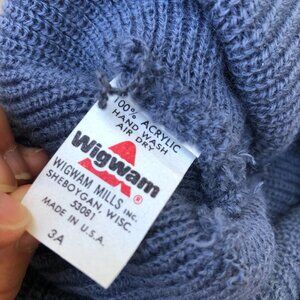 100% ACRYLIC
HAND WASH
AIR DRY
Wigwam
®
WIGWAM MILLS INC.
SHEBOYGAN, WISC.
53081
MADE IN U.S.A.
3A